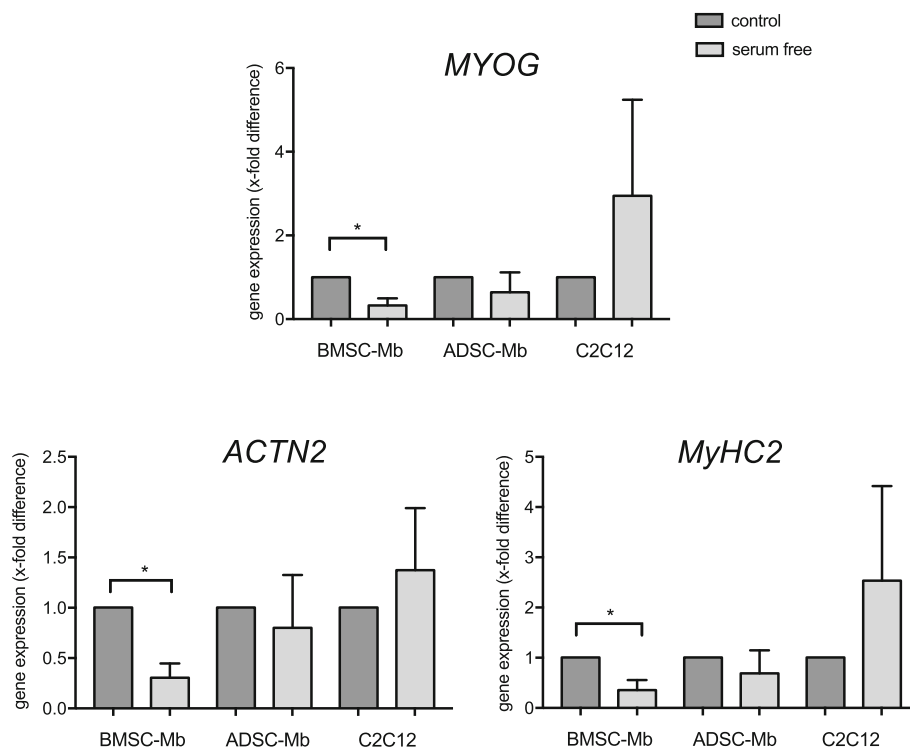 control
serum free
MYOG
gene expression (x-fold difference)
6
4
2
0
*
BMSC-Mb ADSC-Mb C2C12
ACTN2
gene expression (x-fold difference)
2.5
2.0
1.5
1.0
0.5
0.0
*
BMSC-Mb ADSC-Mb C2C12
MyHC2
gene expression (x-fold difference)
5
4
3
2
1
0
*
BMSC-Mb ADSC-Mb C2C12